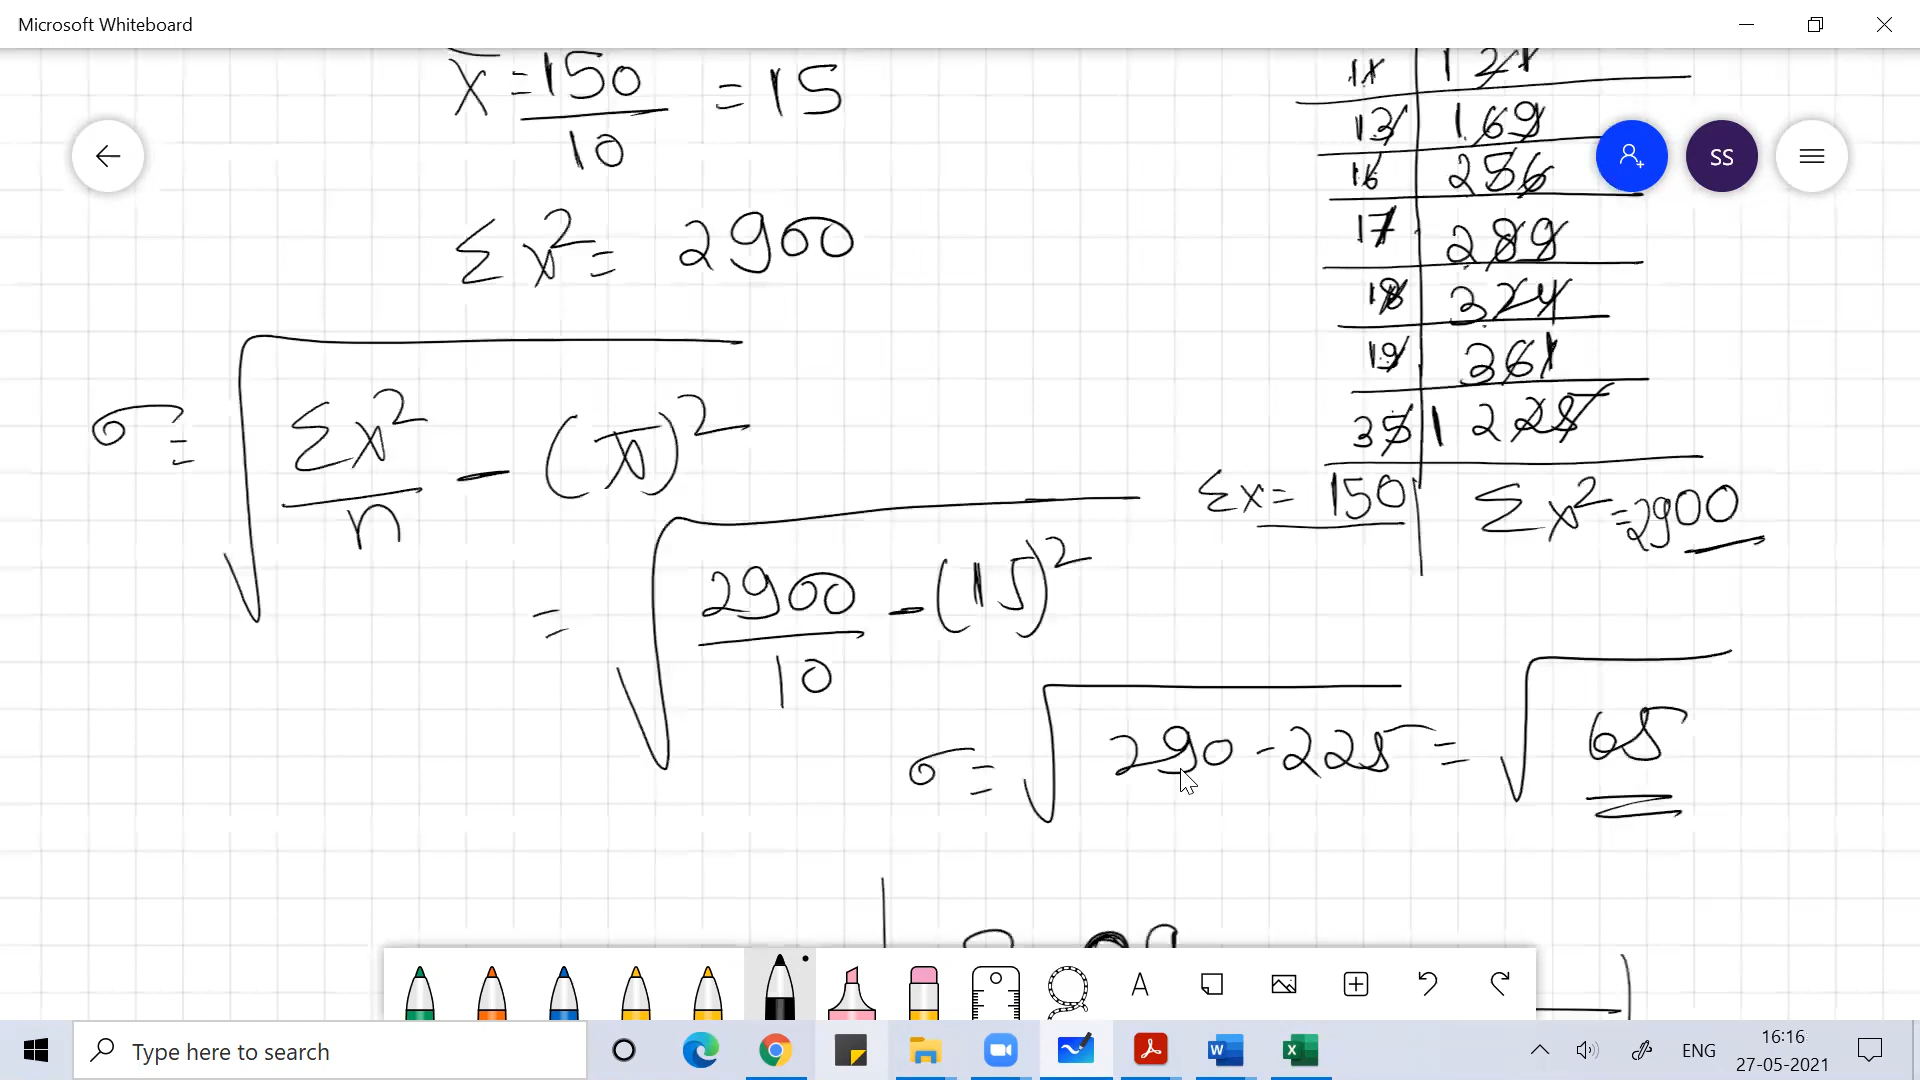 Microsoft Whiteboard
x̄ = 150/10 = 15
Σx² = 2900
σ = √(Σx²/n - (x̄)²)
= √(2900/10 - (15)²)
σ = √(290 - 225) = √65
11 | 121
13 | 169
16 | 256
17 | 289
18 | 324
19 | 361
35 | 1225
Σx = 150 | Σx² = 2900
SS
A
Type here to search
ENG
16:16
27-05-2021